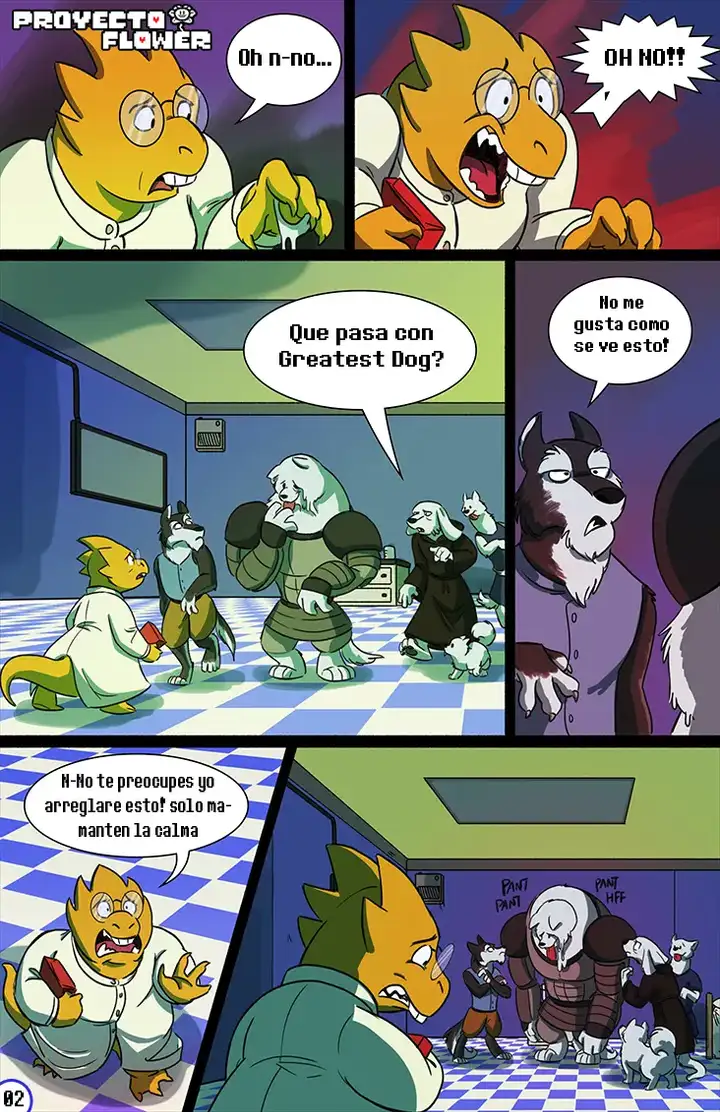 PROYECTO
FLOWER
Oh n-no...
OH NO!!
Que pasa con
Greatest Dog?
No me
gusta como
se ve esto!
N-No te preocupes yo
arreglare esto! solo ma-
manten la calma
PANT
PANT
PANT
HFF
02